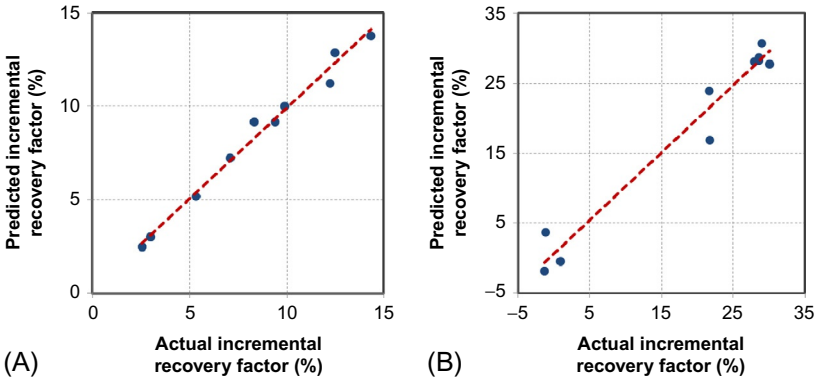 Predicted incremental
recovery factor (%)
15
10
5
0
0
5
10
15
Actual incremental
recovery factor (%)
(A)
Predicted incremental
recovery factor (%)
35
25
15
5
–5
–5
5
15
25
35
Actual incremental
recovery factor (%)
(B)